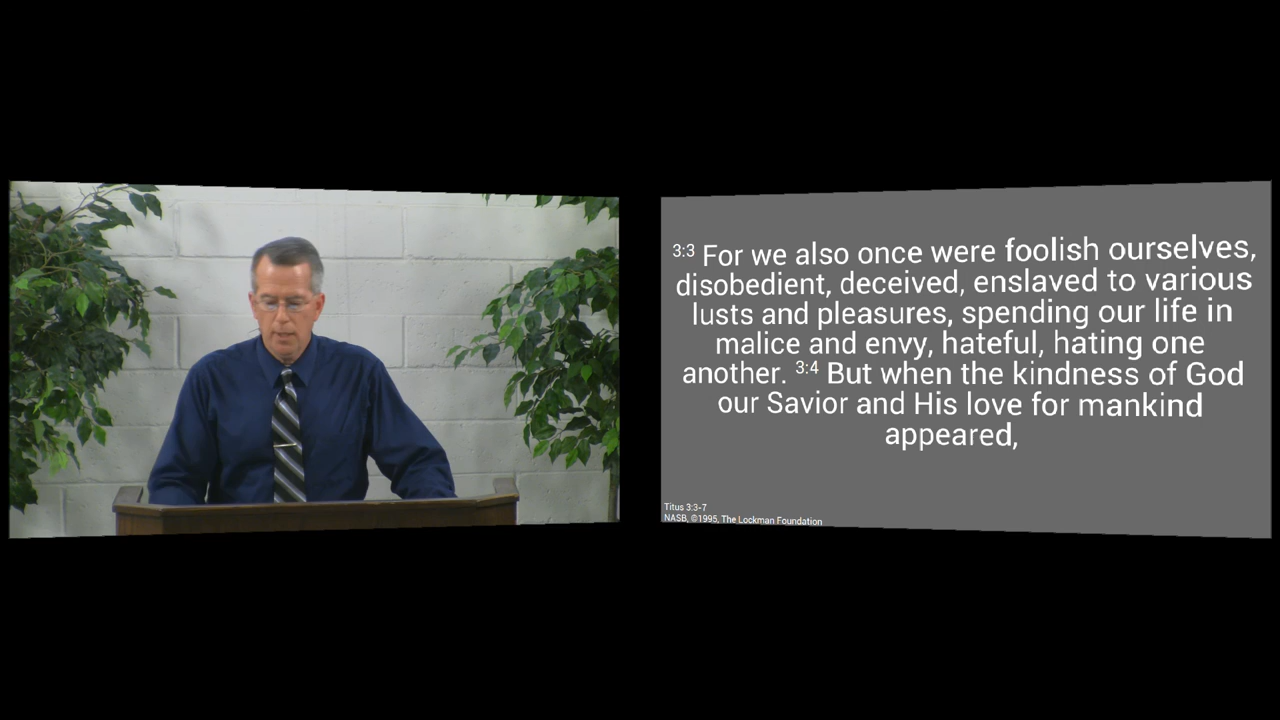 3:3 For we also once were foolish ourselves,
disobedient, deceived, enslaved to various
lusts and pleasures, spending our life in
malice and envy, hateful, hating one
another. 3:4 But when the kindness of God
our Savior and His love for mankind
appeared,
Titus 3:3-7
NASB, ©1995, The Lockman Foundation